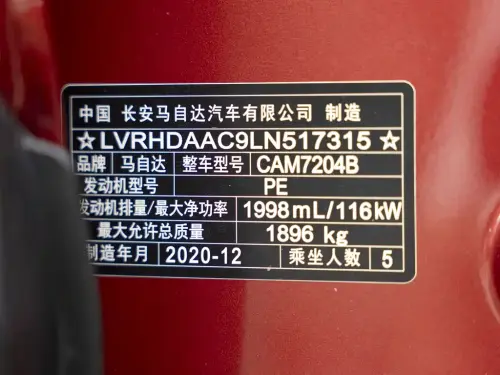 中国 长安马自达汽车有限公司 制造
☆LVRHDAAC9LN517315☆
品牌 马自达 整车型号 CAM7204B
发动机型号 PE
发动机排量/最大净功率 1998mL/116kW
最大允许总质量 1896 kg
制造年月 2020-12 乘坐人数 5